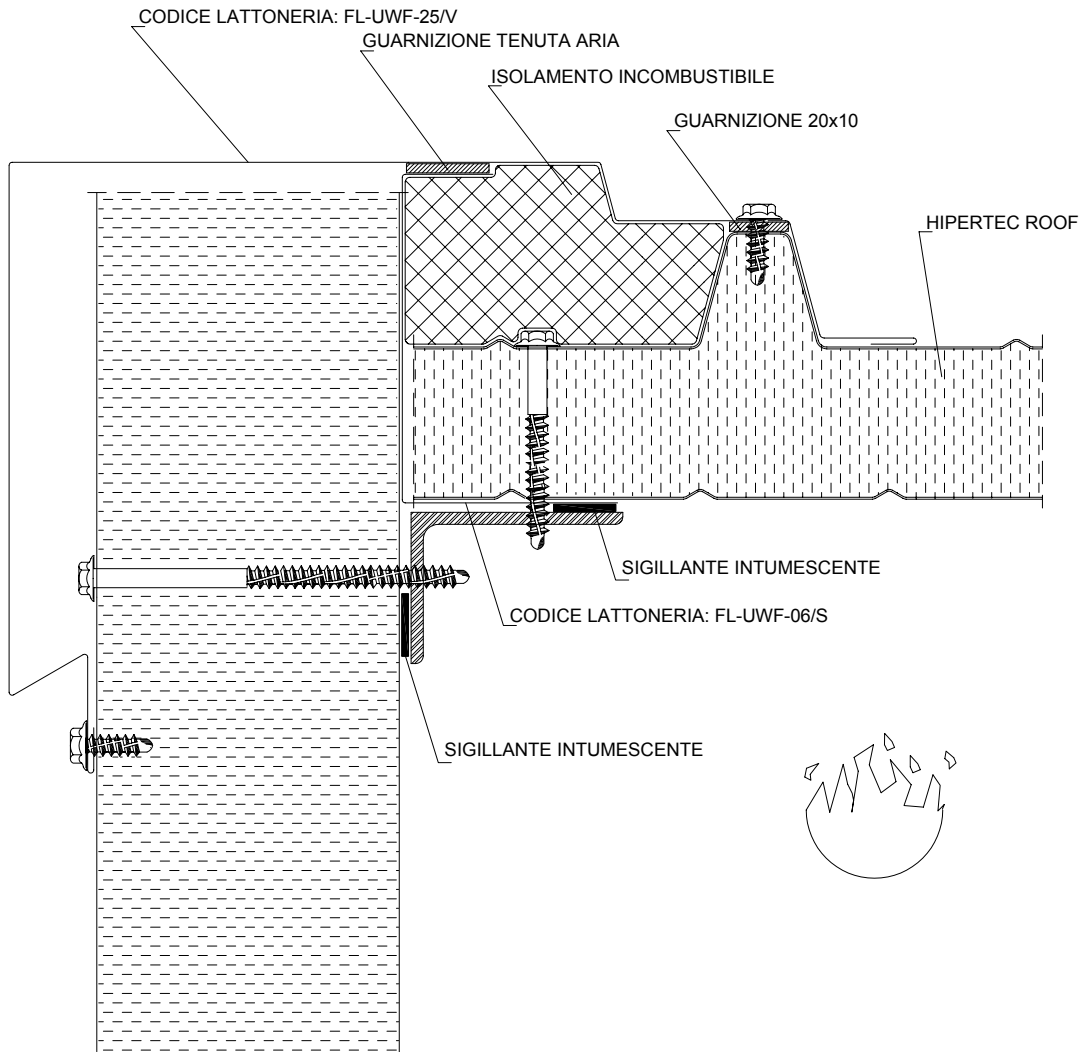 CODICE LATTONERIA: FL-UWF-25/V
GUARNIZIONE TENUTA ARIA
ISOLAMENTO INCOMBUSTIBILE
GUARNIZIONE 20x10
HIPERTEC ROOF
SIGILLANTE INTUMESCENTE
CODICE LATTONERIA: FL-UWF-06/S
SIGILLANTE INTUMESCENTE